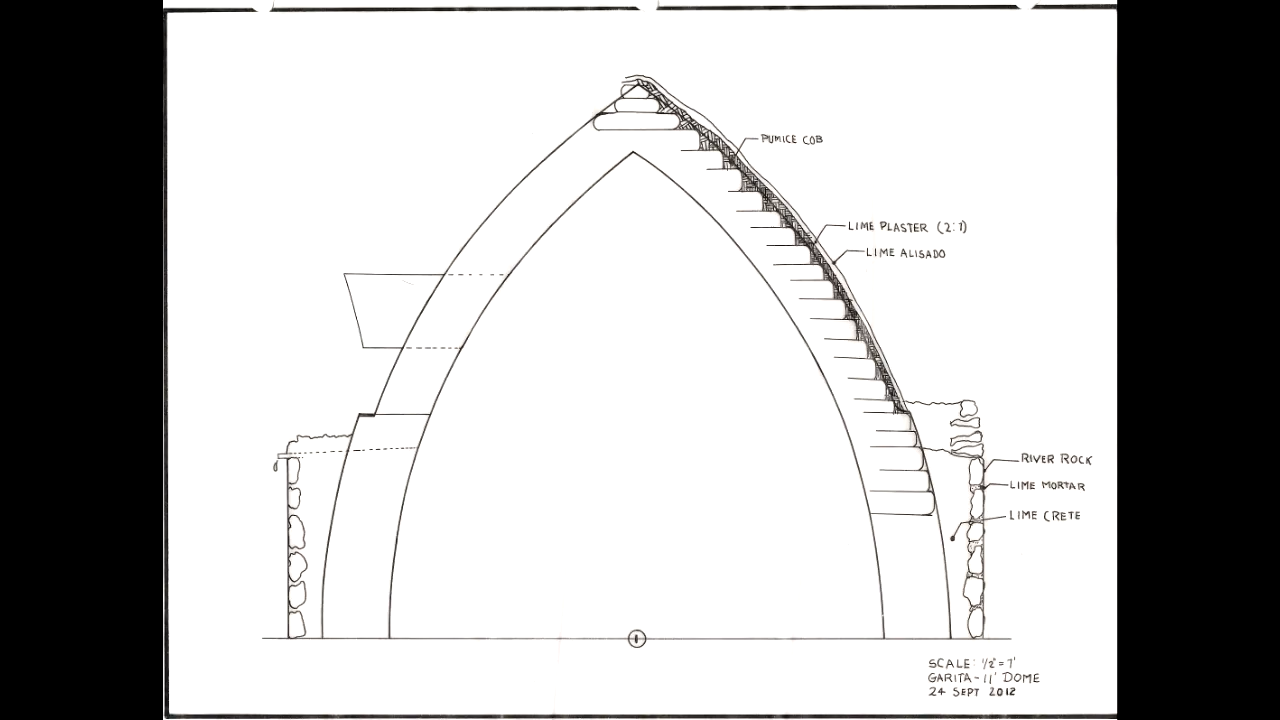 PUMICE COB
LIME PLASTER (2:1)
LIME ALISADO
RIVER ROCK
LIME MORTAR
LIME CRETE
SCALE: 1/2" = 1'
GARITA - 11' DOME
24 SEPT 2012